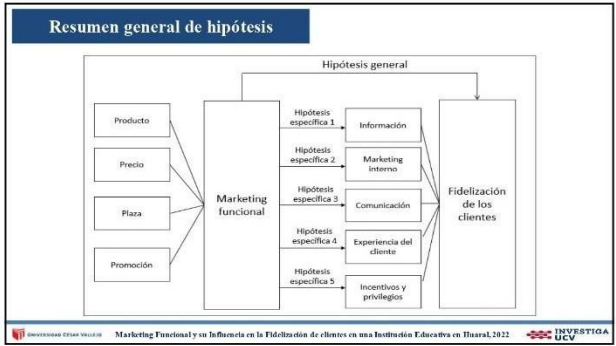 Resumen general de hipótesis
Hipótesis general
Producto
Precio
Plaza
Promoción
Marketing
funcional
Hipótesis
específica 1
Hipótesis
específica 2
Hipótesis
específica 3
Hipótesis
específica 4
Hipótesis
específica 5
Información
Marketing
interno
Comunicación
Experiencia del
cliente
Incentivos y
privilegios
Fidelización
de los
clientes
UNIVERSIDAD CÉSAR VALLEJO
Marketing Funcional y su Influencia en la Fidelización de clientes en una Institución Educativa en Huaral, 2022
INVESTIGA
UCV